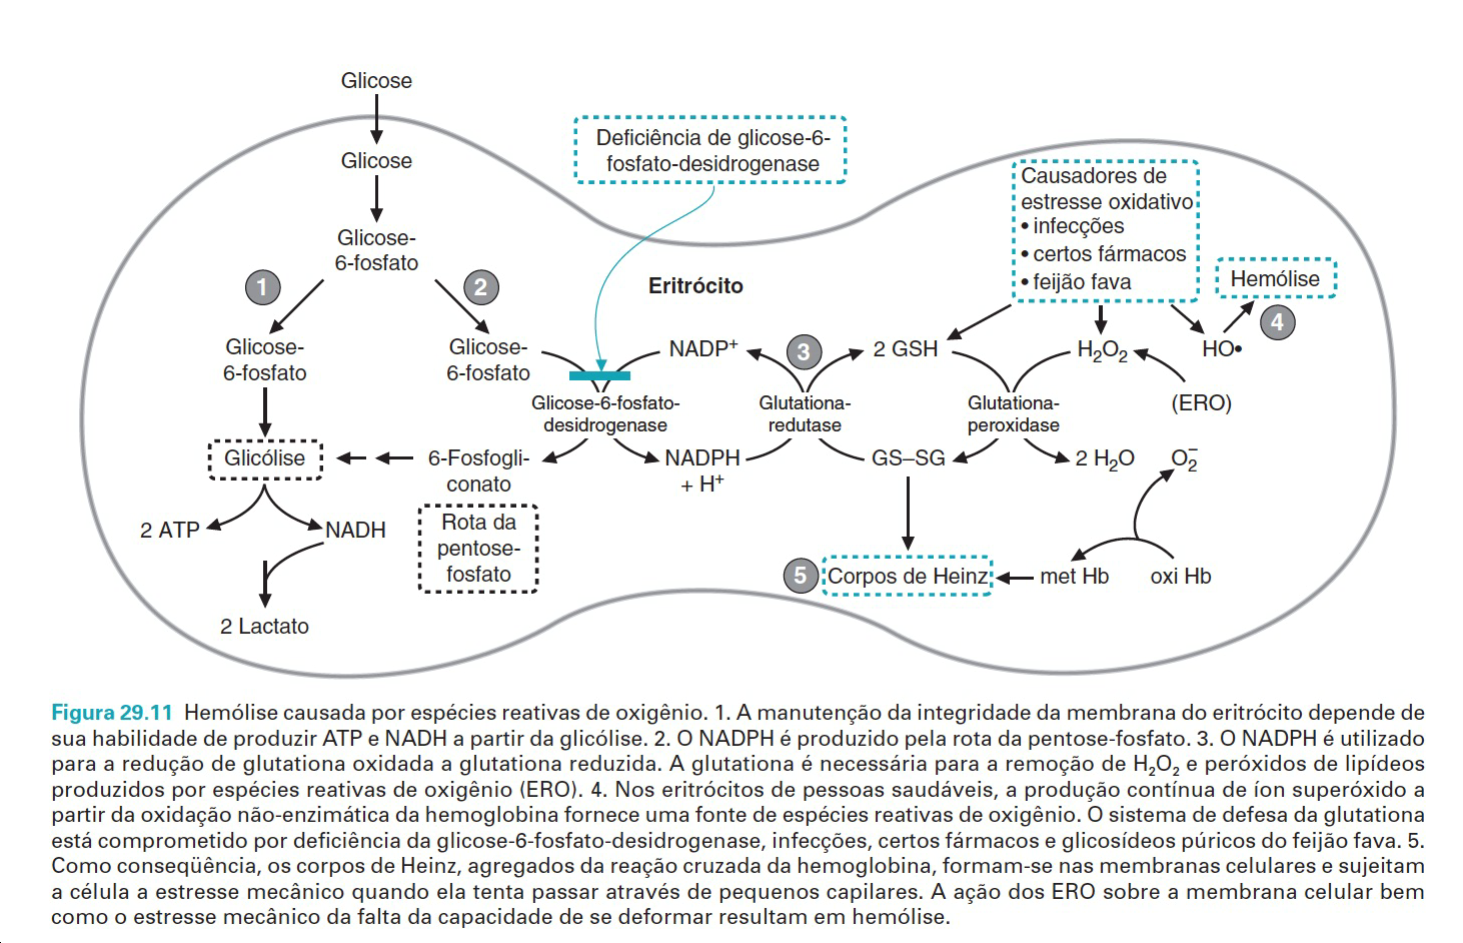 Glicose
Glicose
Glicose-
6-fosfato
1
2
Glicose-
6-fosfato
Glicose-
6-fosfato
Deficiência de glicose-6-
fosfato-desidrogenase
Eritrócito
NADP⁺
3
2 GSH
Causadores de
estresse oxidativo
• infecções
• certos fármacos
• feijão fava
Hemólise
4
H₂O₂
HO•
(ERO)
Glicose-6-fosfato-
desidrogenase
Glutationa-
redutase
Glutationa-
peroxidase
Glicólise
6-Fosfogli-
conato
NADPH
+ H⁺
GS–SG
2 H₂O
O₂⁻
2 ATP
NADH
Rota da
pentose-
fosfato
5
Corpos de Heinz
met Hb
oxi Hb
2 Lactato
Figura 29.11 Hemólise causada por espécies reativas de oxigênio. 1. A manutenção da integridade da membrana do eritrócito depende de
sua habilidade de produzir ATP e NADH a partir da glicólise. 2. O NADPH é produzido pela rota da pentose-fosfato. 3. O NADPH é utilizado
para a redução de glutationa oxidada a glutationa reduzida. A glutationa é necessária para a remoção de H₂O₂ e peróxidos de lipídeos
produzidos por espécies reativas de oxigênio (ERO). 4. Nos eritrócitos de pessoas saudáveis, a produção contínua de íon superóxido a
partir da oxidação não-enzimática da hemoglobina fornece uma fonte de espécies reativas de oxigênio. O sistema de defesa da glutationa
está comprometido por deficiência da glicose-6-fosfato-desidrogenase, infecções, certos fármacos e glicosídeos púricos do feijão fava. 5.
Como conseqüência, os corpos de Heinz, agregados da reação cruzada da hemoglobina, formam-se nas membranas celulares e sujeitam
a célula a estresse mecânico quando ela tenta passar através de pequenos capilares. A ação dos ERO sobre a membrana celular bem
como o estresse mecânico da falta da capacidade de se deformar resultam em hemólise.